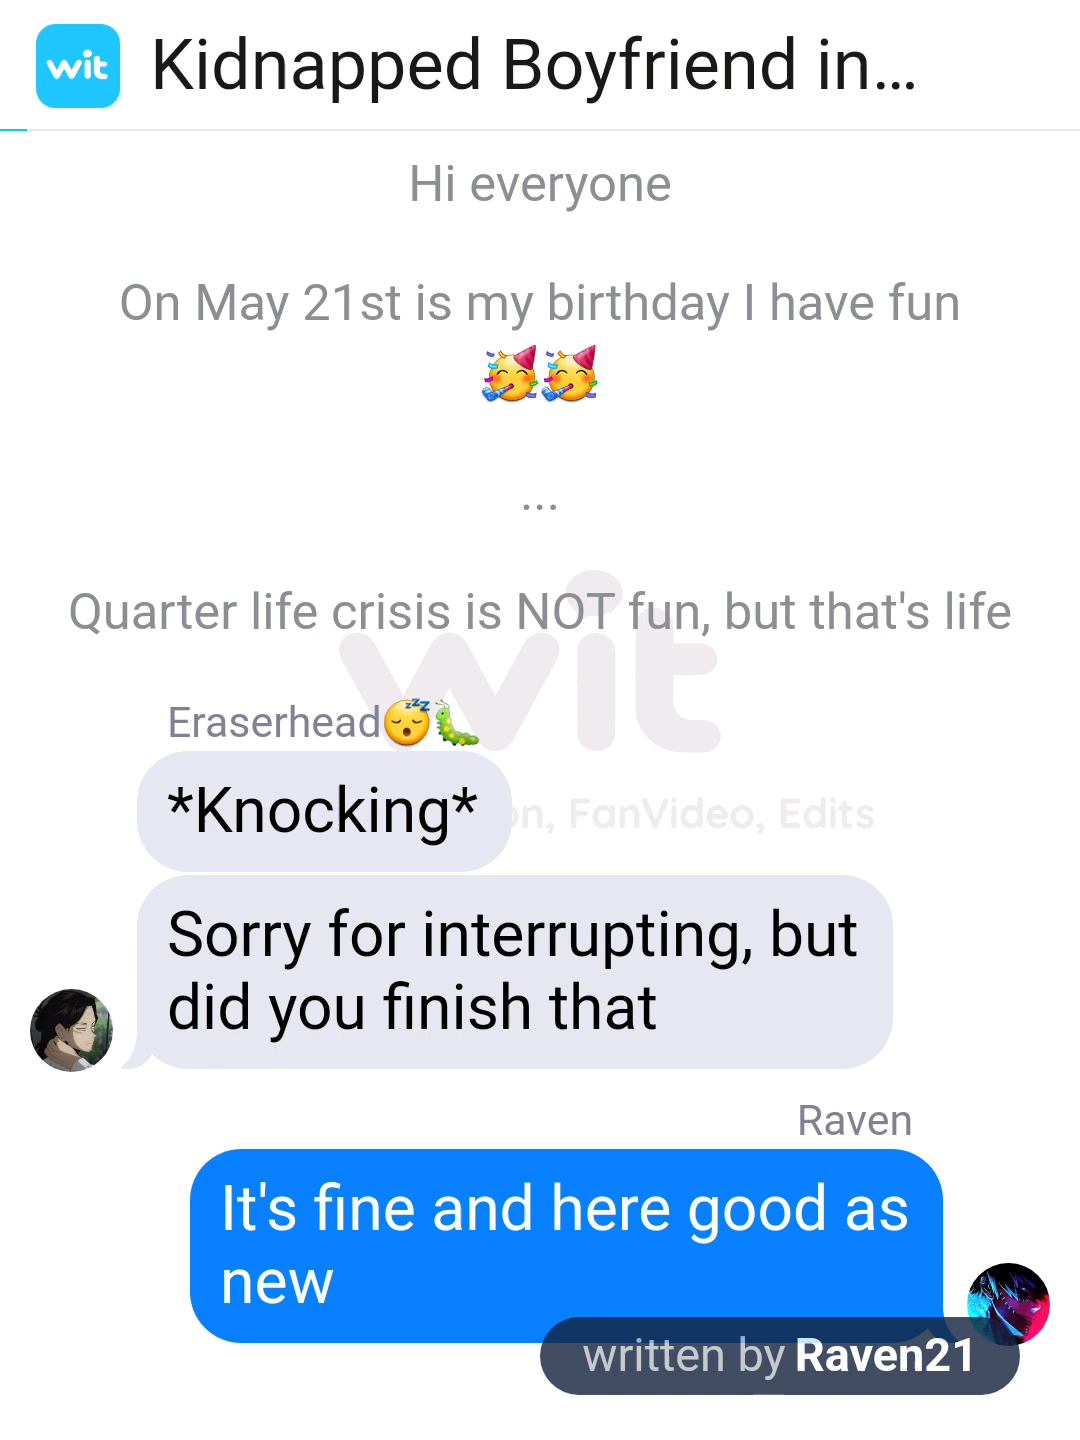 wit Kidnapped Boyfriend in...
Hi everyone
On May 21st is my birthday I have fun
🥳🥳
...
Quarter life crisis is NOT fun, but that's life
wit
Eraserhead😴🐛
*Knocking*
on, FanVideo, Edits
Sorry for interrupting, but
did you finish that
Raven
It's fine and here good as
new
written by Raven21